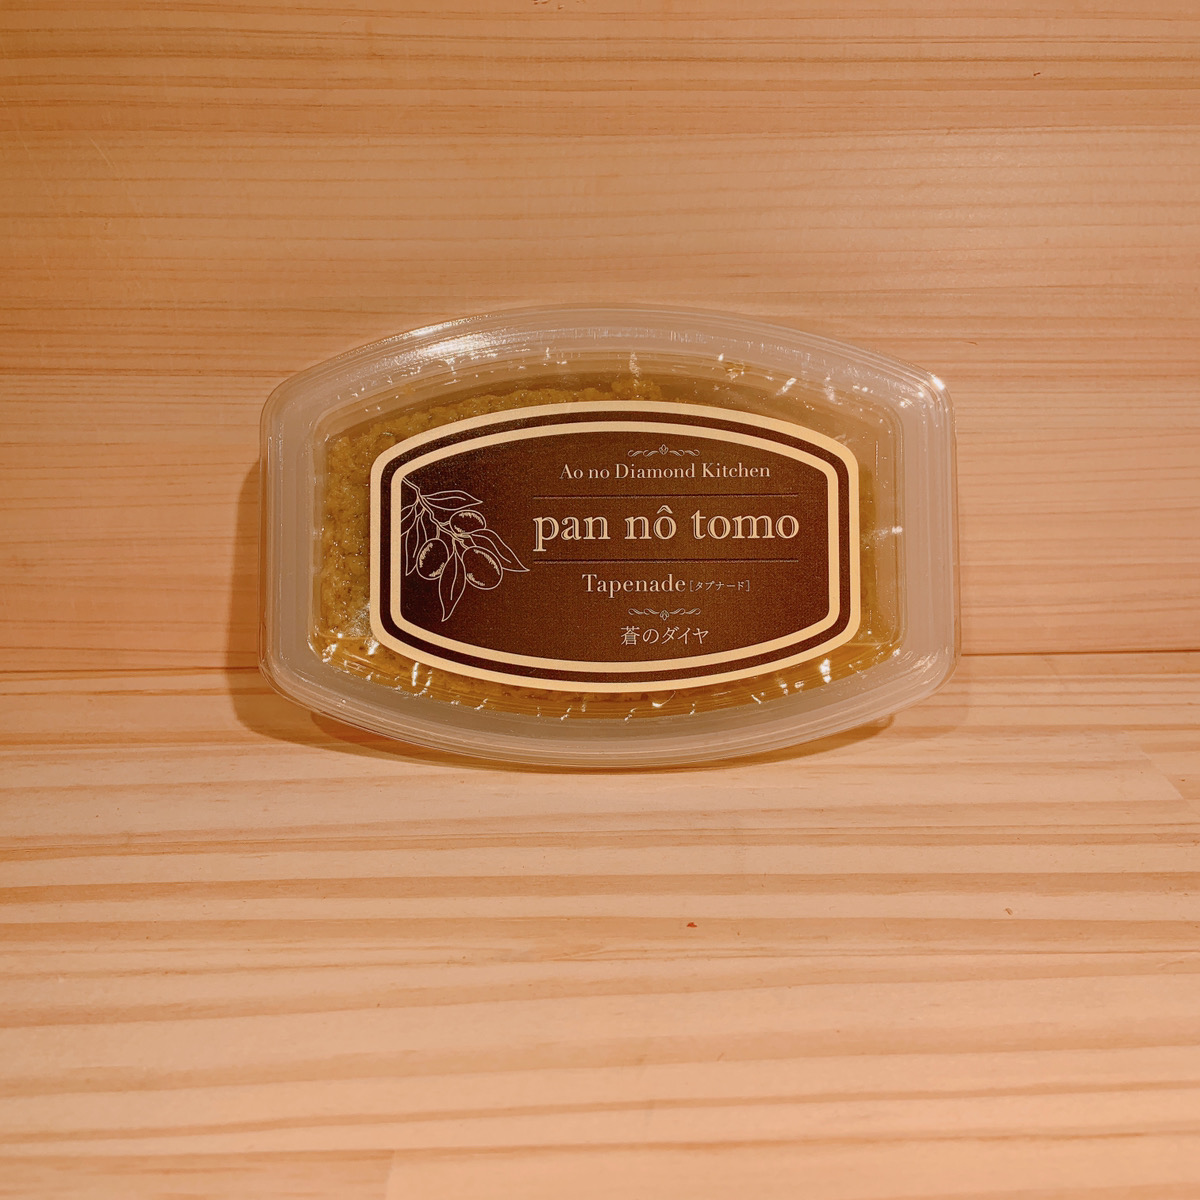 Ao no Diamond Kitchen
pan nô tomo
Tapenade [タプナード]
蒼のダイヤ